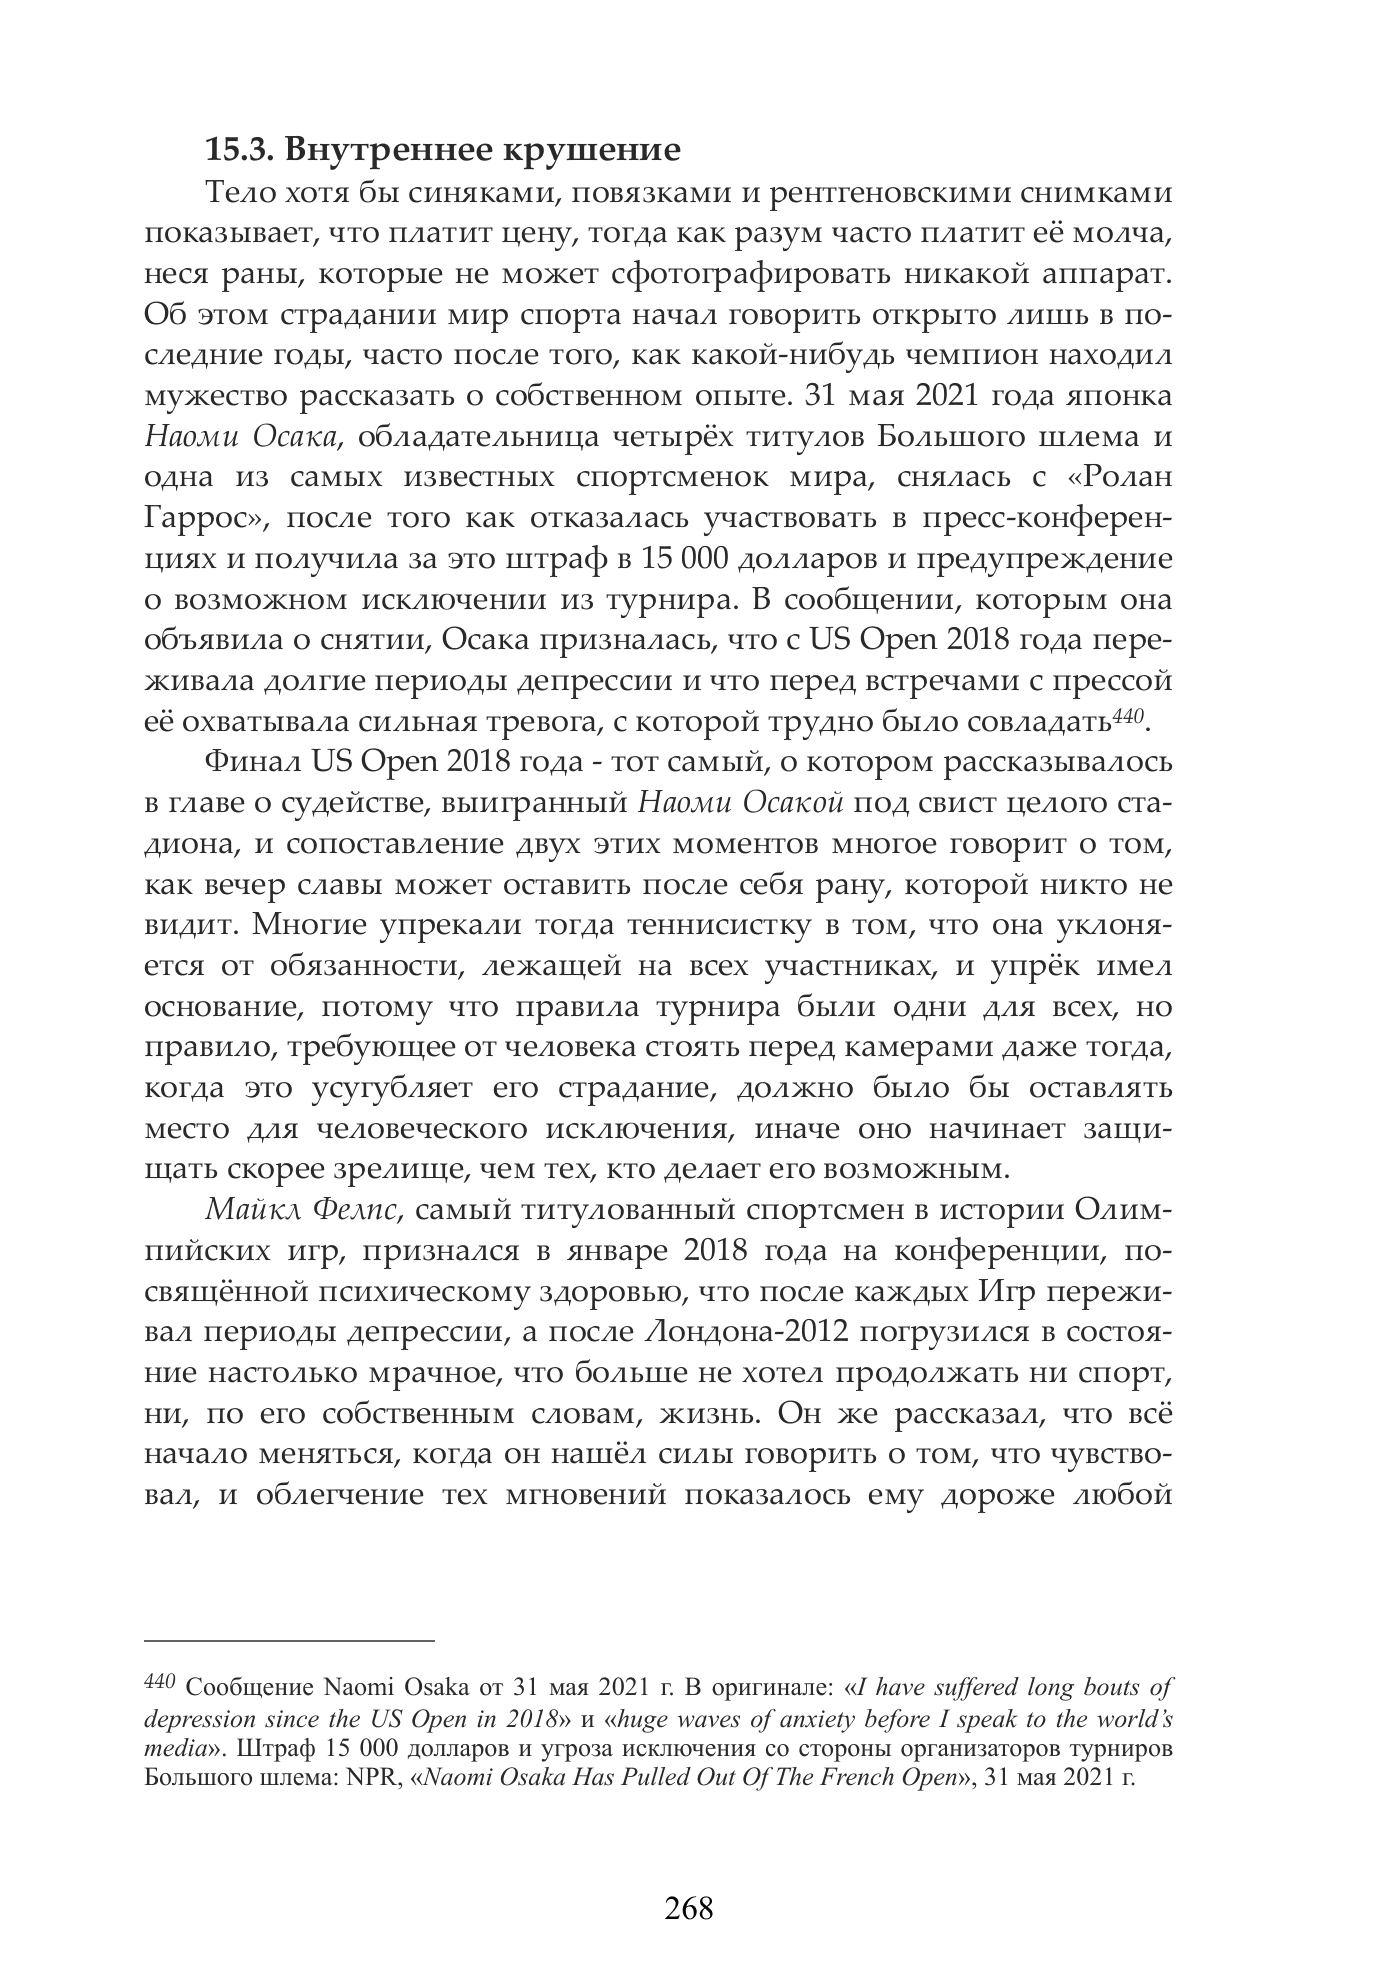 15.3. Внутреннее крушение
Тело хотя бы синяками, повязками и рентгеновскими снимками
показывает, что платит цену, тогда как разум часто платит её молча,
неся раны, которые не может сфотографировать никакой аппарат.
Об этом страдании мир спорта начал говорить открыто лишь в по-
следние годы, часто после того, как какой-нибудь чемпион находил
мужество рассказать о собственном опыте. 31 мая 2021 года японка
Наоми Осака, обладательница четырёх титулов Большого шлема и
одна из самых известных спортсменок мира, снялась с «Ролан
Гаррос», после того как отказалась участвовать в пресс-конферен-
циях и получила за это штраф в 15 000 долларов и предупреждение
о возможном исключении из турнира. В сообщении, которым она
объявила о снятии, Осака призналась, что с US Open 2018 года пере-
живала долгие периоды депрессии и что перед встречами с прессой
её охватывала сильная тревога, с которой трудно было совладать440.
Финал US Open 2018 года - тот самый, о котором рассказывалось
в главе о судействе, выигранный Наоми Осакой под свист целого ста-
диона, и сопоставление двух этих моментов многое говорит о том,
как вечер славы может оставить после себя рану, которой никто не
видит. Многие упрекали тогда теннисистку в том, что она уклоня-
ется от обязанности, лежащей на всех участниках, и упрёк имел
основание, потому что правила турнира были одни для всех, но
правило, требующее от человека стоять перед камерами даже тогда,
когда это усугубляет его страдание, должно было бы оставлять
место для человеческого исключения, иначе оно начинает защи-
щать скорее зрелище, чем тех, кто делает его возможным.
Майкл Фелпс, самый титулованный спортсмен в истории Олим-
пийских игр, признался в январе 2018 года на конференции, по-
свящённой психическому здоровью, что после каждых Игр пережи-
вал периоды депрессии, а после Лондона-2012 погрузился в состоя-
ние настолько мрачное, что больше не хотел продолжать ни спорт,
ни, по его собственным словам, жизнь. Он же рассказал, что всё
начало меняться, когда он нашёл силы говорить о том, что чувство-
вал, и облегчение тех мгновений показалось ему дороже любой
440 Сообщение Naomi Osaka от 31 мая 2021 г. В оригинале: «I have suffered long bouts of
depression since the US Open in 2018» и «huge waves of anxiety before I speak to the world’s
media». Штраф 15 000 долларов и угроза исключения со стороны организаторов турниров
Большого шлема: NPR, «Naomi Osaka Has Pulled Out Of The French Open», 31 мая 2021 г.
268